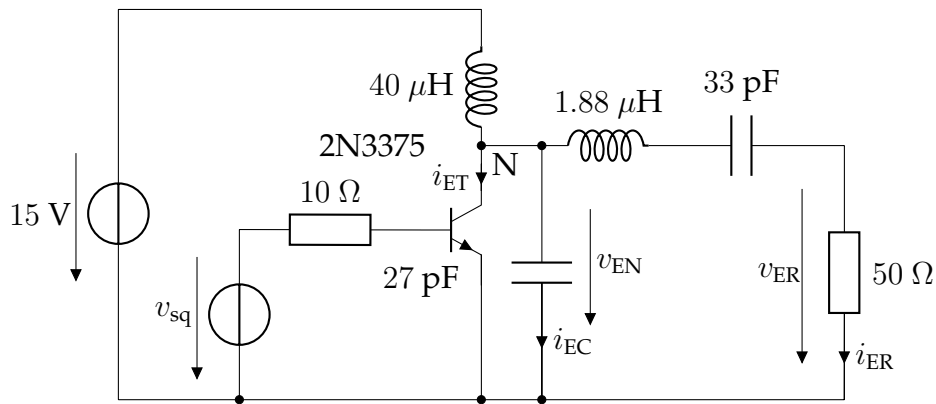 33 pF
40 μH
1.88 μH
2N3375
N
i_ET
10 Ω
15 V
27 pF
v_EN
v_ER
50 Ω
v_sq
i_EC
i_ER